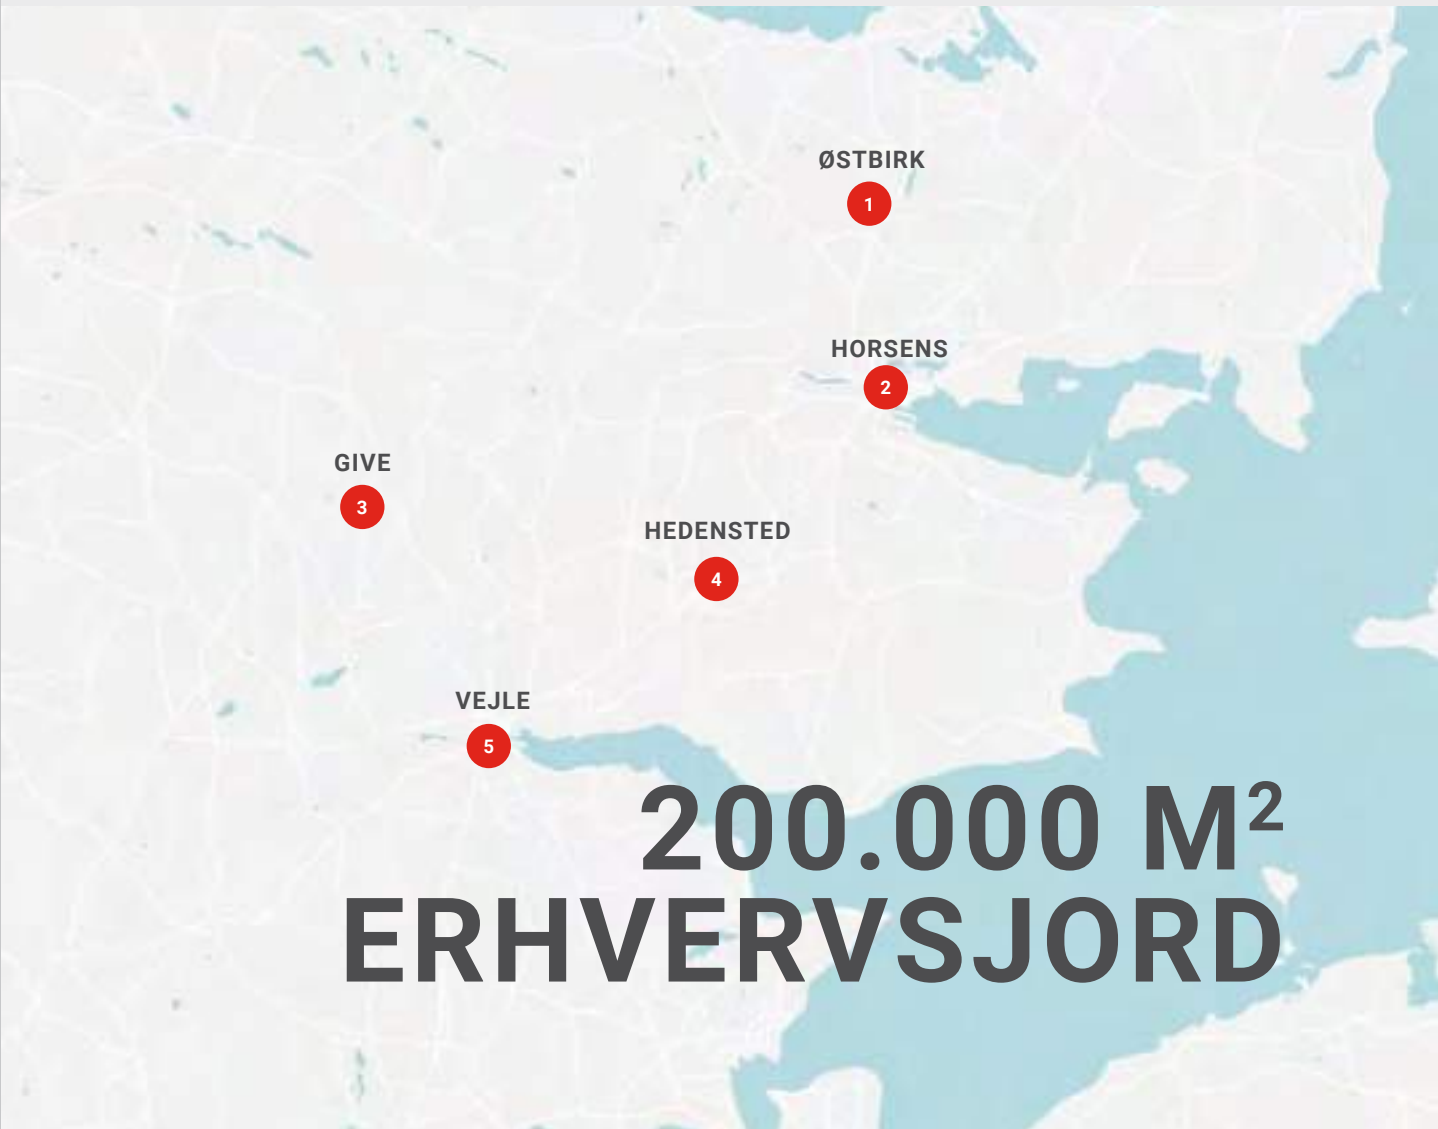 ØSTBIRK
1
HORSENS
2
GIVE
3
HEDENSTED
4
VEJLE
5
200.000 M²
ERHVERVSJORD